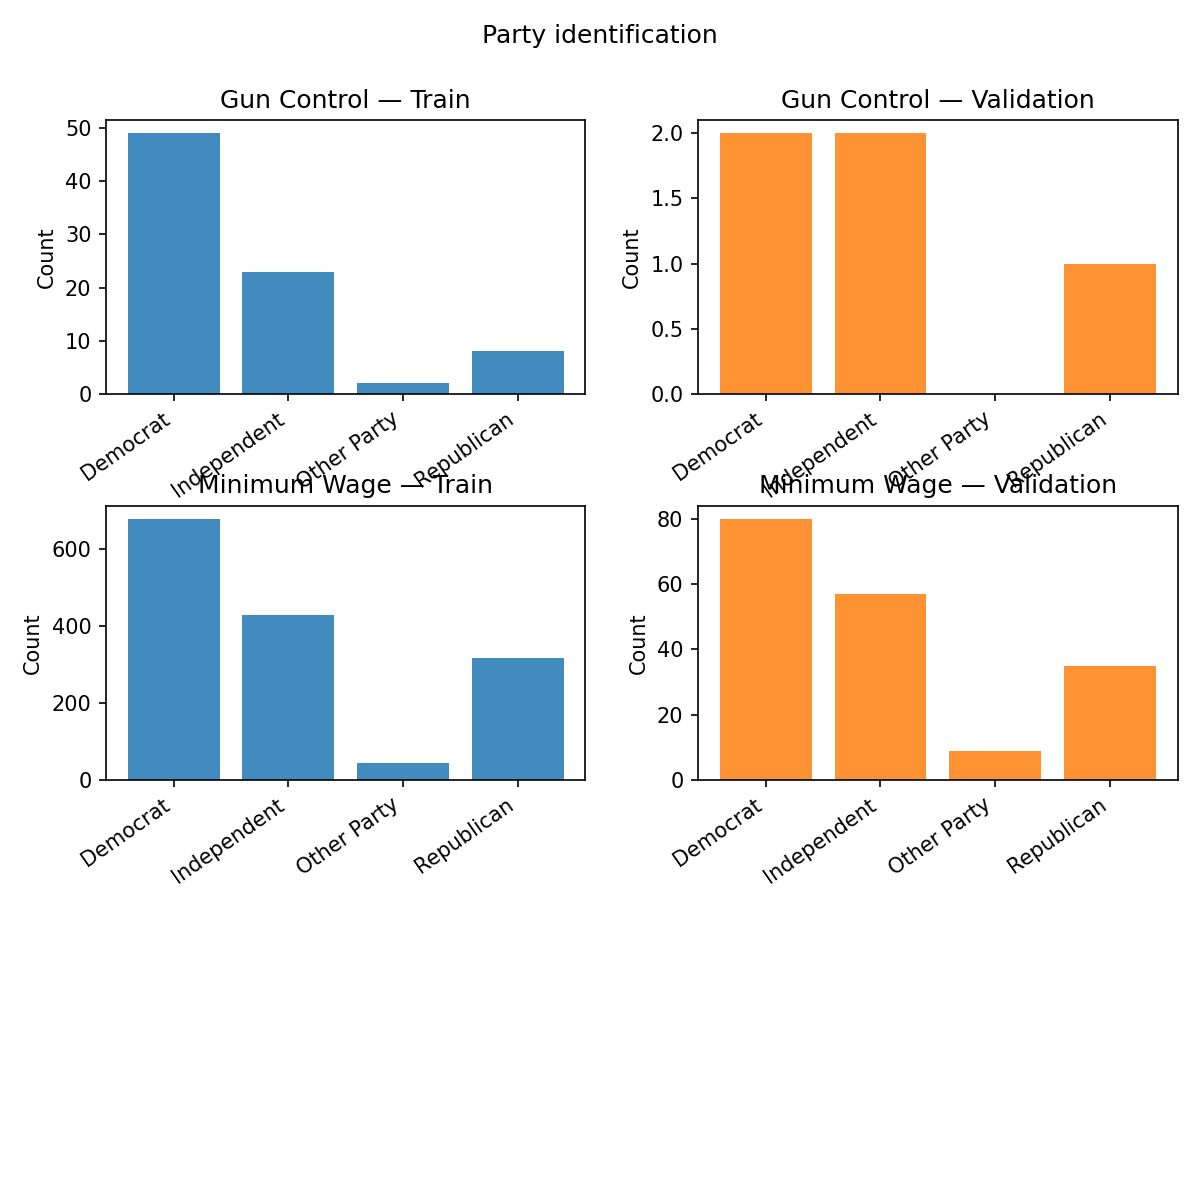 Party identification
Gun Control — Train
50
40
30
20
10
0
Count
Democrat
Independent
Other Party
Republican
Gun Control — Validation
2.0
1.5
1.0
0.5
0.0
Count
Democrat
Independent
Other Party
Republican
Minimum Wage — Train
600
400
200
0
Count
Democrat
Independent
Other Party
Republican
Minimum Wage — Validation
80
60
40
20
0
Count
Democrat
Independent
Other Party
Republican